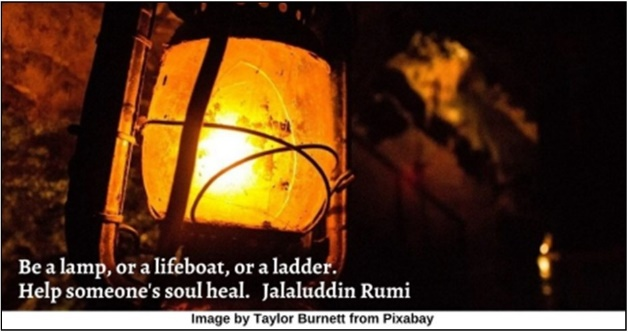 Be a lamp, or a lifeboat, or a ladder.
Help someone's soul heal. Jalaluddin Rumi
Image by Taylor Burnett from Pixabay